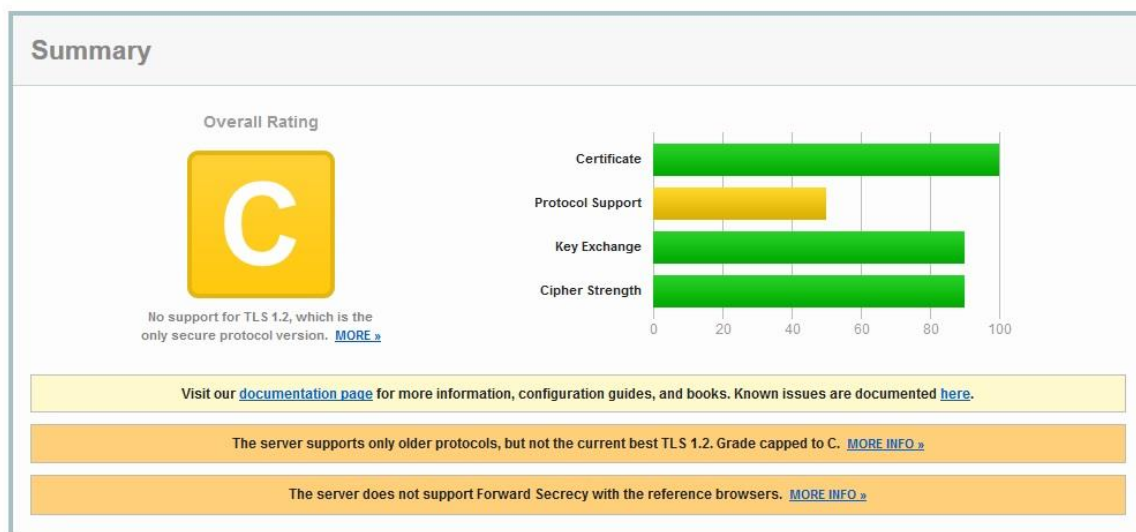 Summary
Overall Rating
C
No support for TLS 1.2, which is the
only secure protocol version. MORE »
Certificate
Protocol Support
Key Exchange
Cipher Strength
0 20 40 60 80 100
Visit our documentation page for more information, configuration guides, and books. Known issues are documented here.
The server supports only older protocols, but not the current best TLS 1.2. Grade capped to C. MORE INFO »
The server does not support Forward Secrecy with the reference browsers. MORE INFO »